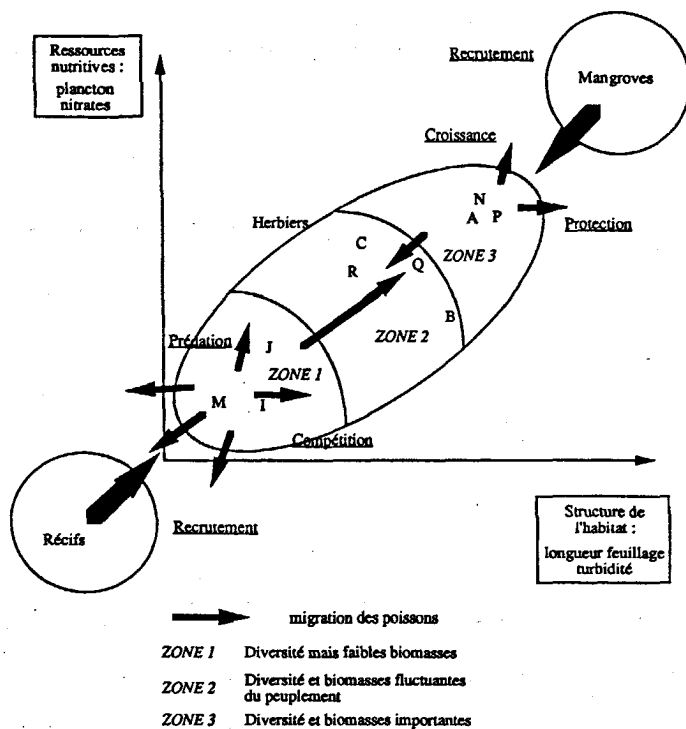 Ressources
nutritives :
plancton
nitrates
Recrutement
Mangroves
Croissance
N
A P
Protection
Herbiers
C
ZONE 3
Q
R
B
ZONE 2
Prédation
J
ZONE 1
M
I
Compétition
Récifs
Recrutement
Structure de
l'habitat :
longueur feuillage
turbidité
migration des poissons
ZONE 1 Diversité mais faibles biomasses
ZONE 2 Diversité et biomasses fluctuantes
du peuplement
ZONE 3 Diversité et biomasses importantes